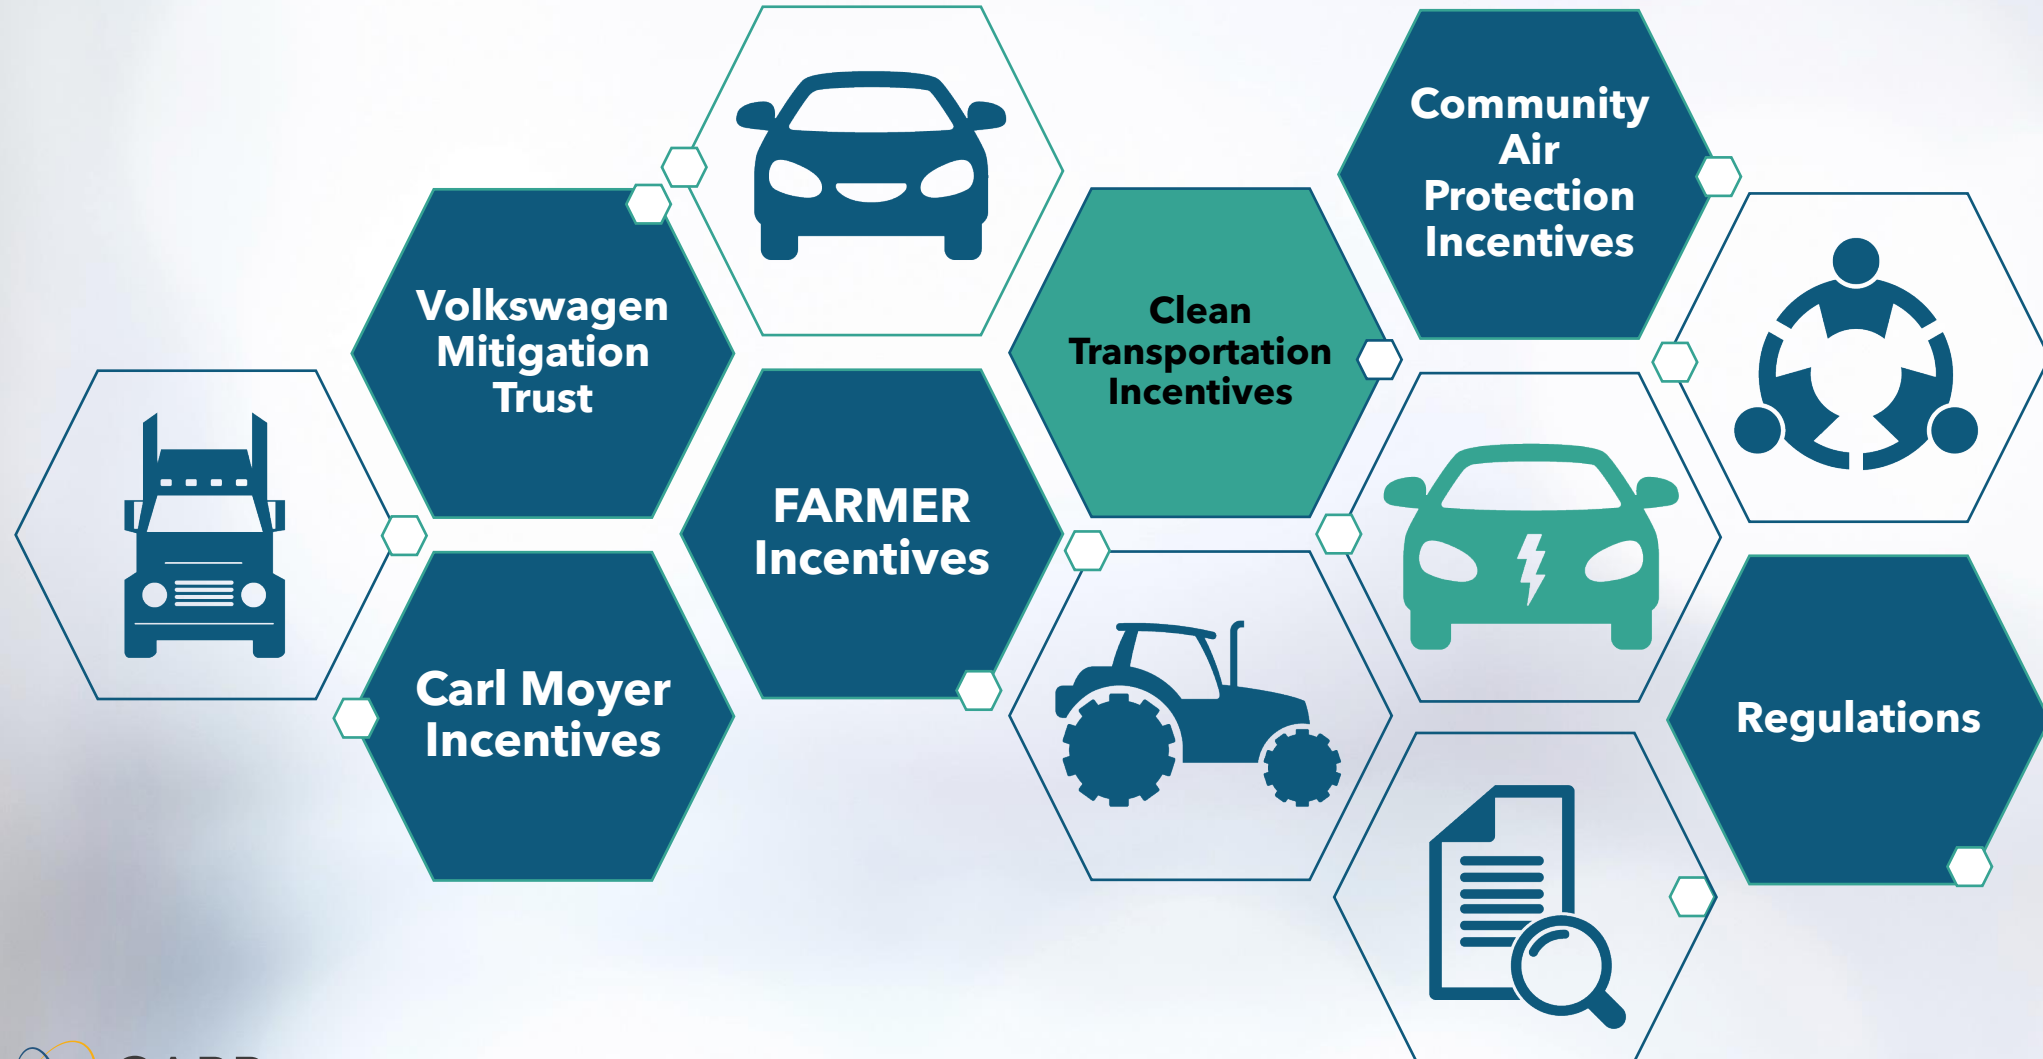 Volkswagen
Mitigation
Trust
Carl Moyer
Incentives
FARMER
Incentives
Clean
Transportation
Incentives
Community
Air
Protection
Incentives
Regulations